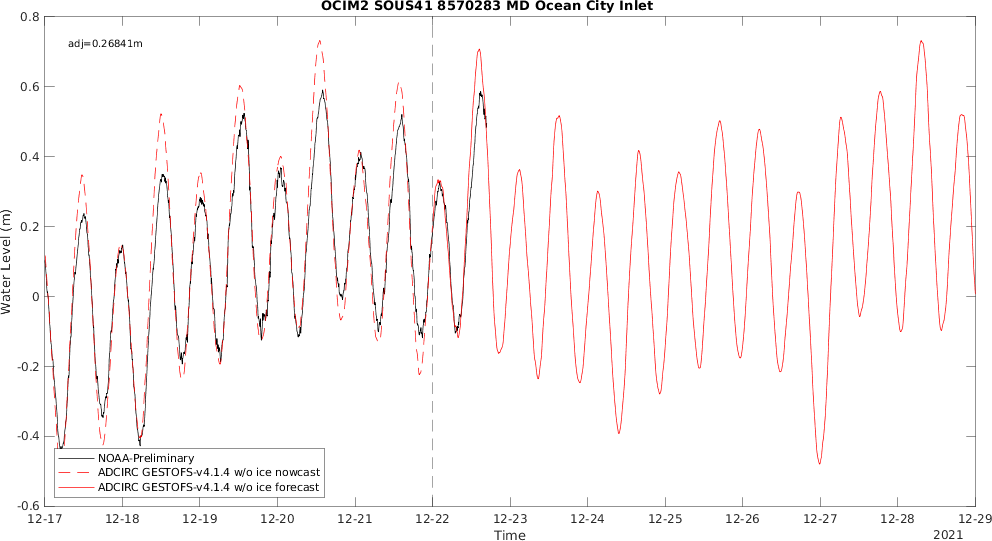 OCIM2 SOUS41 8570283 MD Ocean City Inlet
adj=0.26841m
0.8
0.6
0.4
0.2
0
-0.2
-0.4
-0.6
Water Level (m)
NOAA-Preliminary
ADCIRC GESTOFS-v4.1.4 w/o ice nowcast
ADCIRC GESTOFS-v4.1.4 w/o ice forecast
12-17 12-18 12-19 12-20 12-21 12-22 12-23 12-24 12-25 12-26 12-27 12-28 12-29
Time 2021